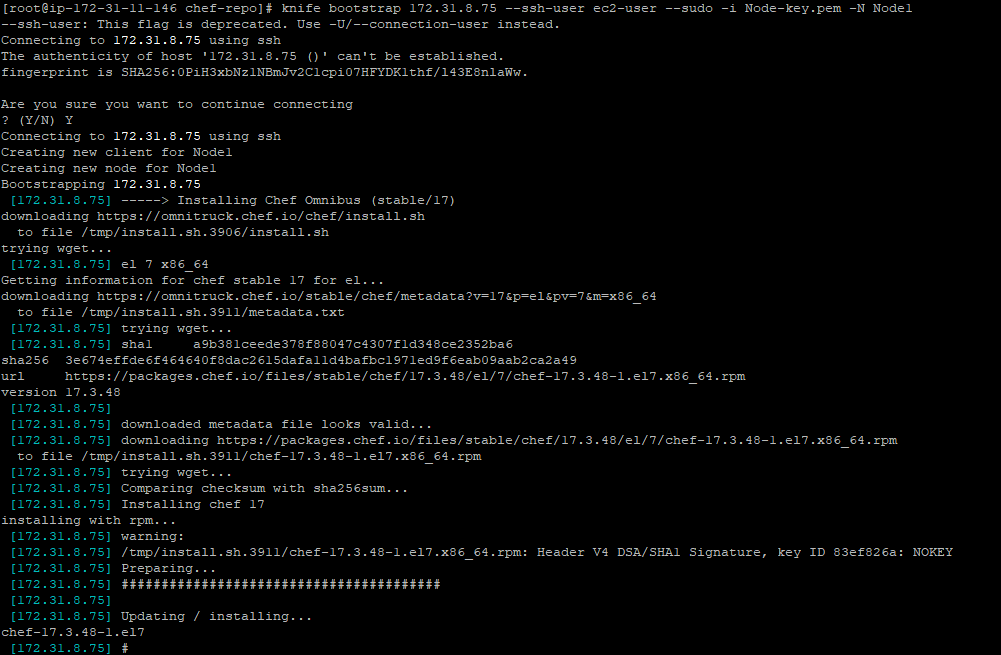 [root@ip-172-31-11-146 chef-repo]# knife bootstrap 172.31.8.75 --ssh-user ec2-user --sudo -i Node-key.pem -N Node1
--ssh-user: This flag is deprecated. Use -U/--connection-user instead.
Connecting to 172.31.8.75 using ssh
The authenticity of host '172.31.8.75 ()' can't be established.
fingerprint is SHA256:0PiH3xbNz1NBmJv2C1cpi07HFYDK1thf/l43E8nlaWw.

Are you sure you want to continue connecting
? (Y/N) Y
Connecting to 172.31.8.75 using ssh
Creating new client for Node1
Creating new node for Node1
Bootstrapping 172.31.8.75
 [172.31.8.75] -----> Installing Chef Omnibus (stable/17)
downloading https://omnitruck.chef.io/chef/install.sh
  to file /tmp/install.sh.3906/install.sh
trying wget...
 [172.31.8.75] el 7 x86_64
Getting information for chef stable 17 for el...
downloading https://omnitruck.chef.io/stable/chef/metadata?v=17&p=el&pv=7&m=x86_64
  to file /tmp/install.sh.3911/metadata.txt
 [172.31.8.75] trying wget...
 [172.31.8.75] sha1     a9b381ceede378f88047c4307f1d348ce2352ba6
sha256  3e674effde6f464640f8dac2615dafa11d4bafbc1971ed9f6eab09aab2ca2a49
url     https://packages.chef.io/files/stable/chef/17.3.48/el/7/chef-17.3.48-1.el7.x86_64.rpm
version 17.3.48
 [172.31.8.75]
 [172.31.8.75] downloaded metadata file looks valid...
 [172.31.8.75] downloading https://packages.chef.io/files/stable/chef/17.3.48/el/7/chef-17.3.48-1.el7.x86_64.rpm
  to file /tmp/install.sh.3911/chef-17.3.48-1.el7.x86_64.rpm
 [172.31.8.75] trying wget...
 [172.31.8.75] Comparing checksum with sha256sum...
 [172.31.8.75] Installing chef 17
installing with rpm...
 [172.31.8.75] warning:
 [172.31.8.75] /tmp/install.sh.3911/chef-17.3.48-1.el7.x86_64.rpm: Header V4 DSA/SHA1 Signature, key ID 83ef826a: NOKEY
 [172.31.8.75] Preparing...
 [172.31.8.75] ########################################
 [172.31.8.75]
 [172.31.8.75] Updating / installing...
chef-17.3.48-1.el7
 [172.31.8.75] #